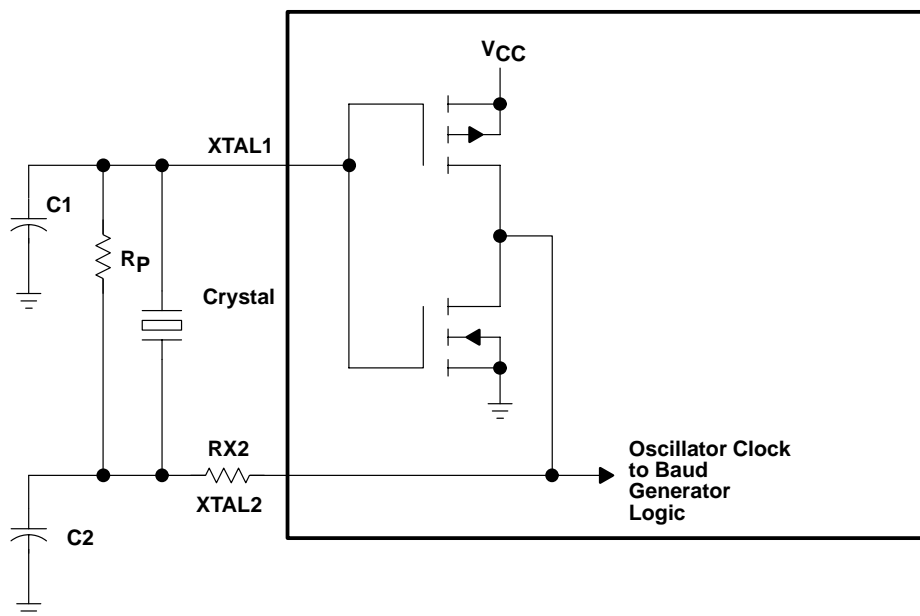 VCC
XTAL1
C1
RP
Crystal
RX2
XTAL2
Oscillator Clock
to Baud
Generator
Logic
C2